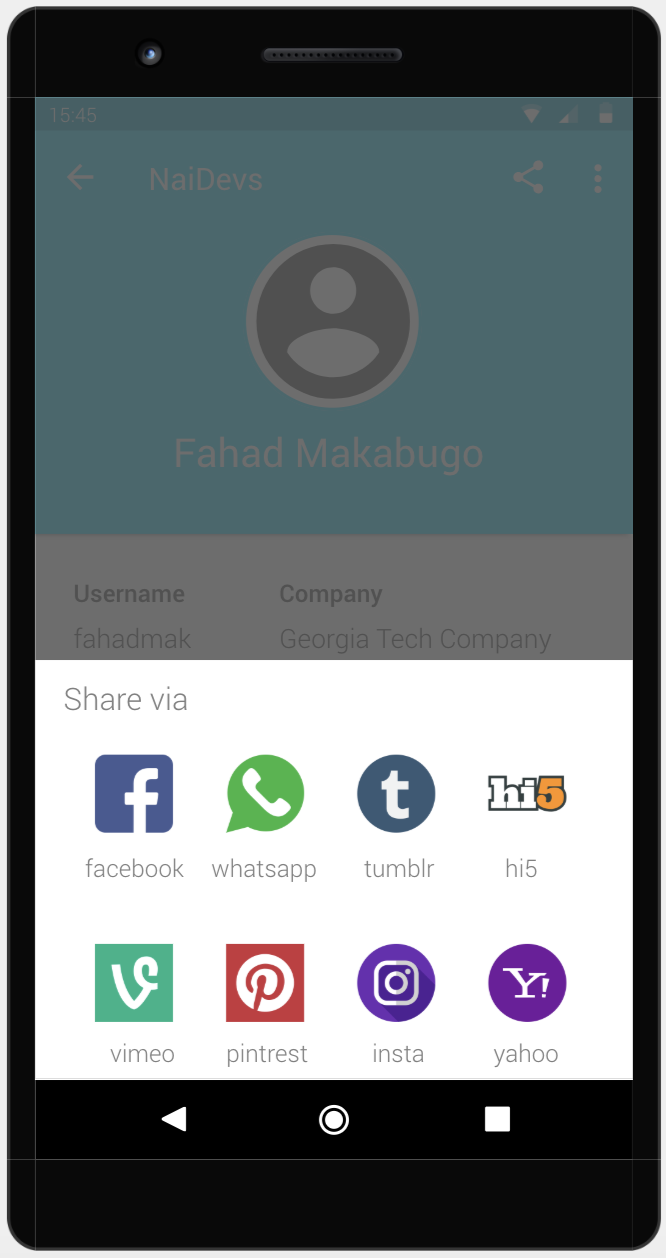 15:45
NaiDevs
Fahad Makabugo
Username Company
fahadmak Georgia Tech Company
Share via
f t hi5
facebook whatsapp tumblr hi5
Y!
vimeo pintrest insta yahoo